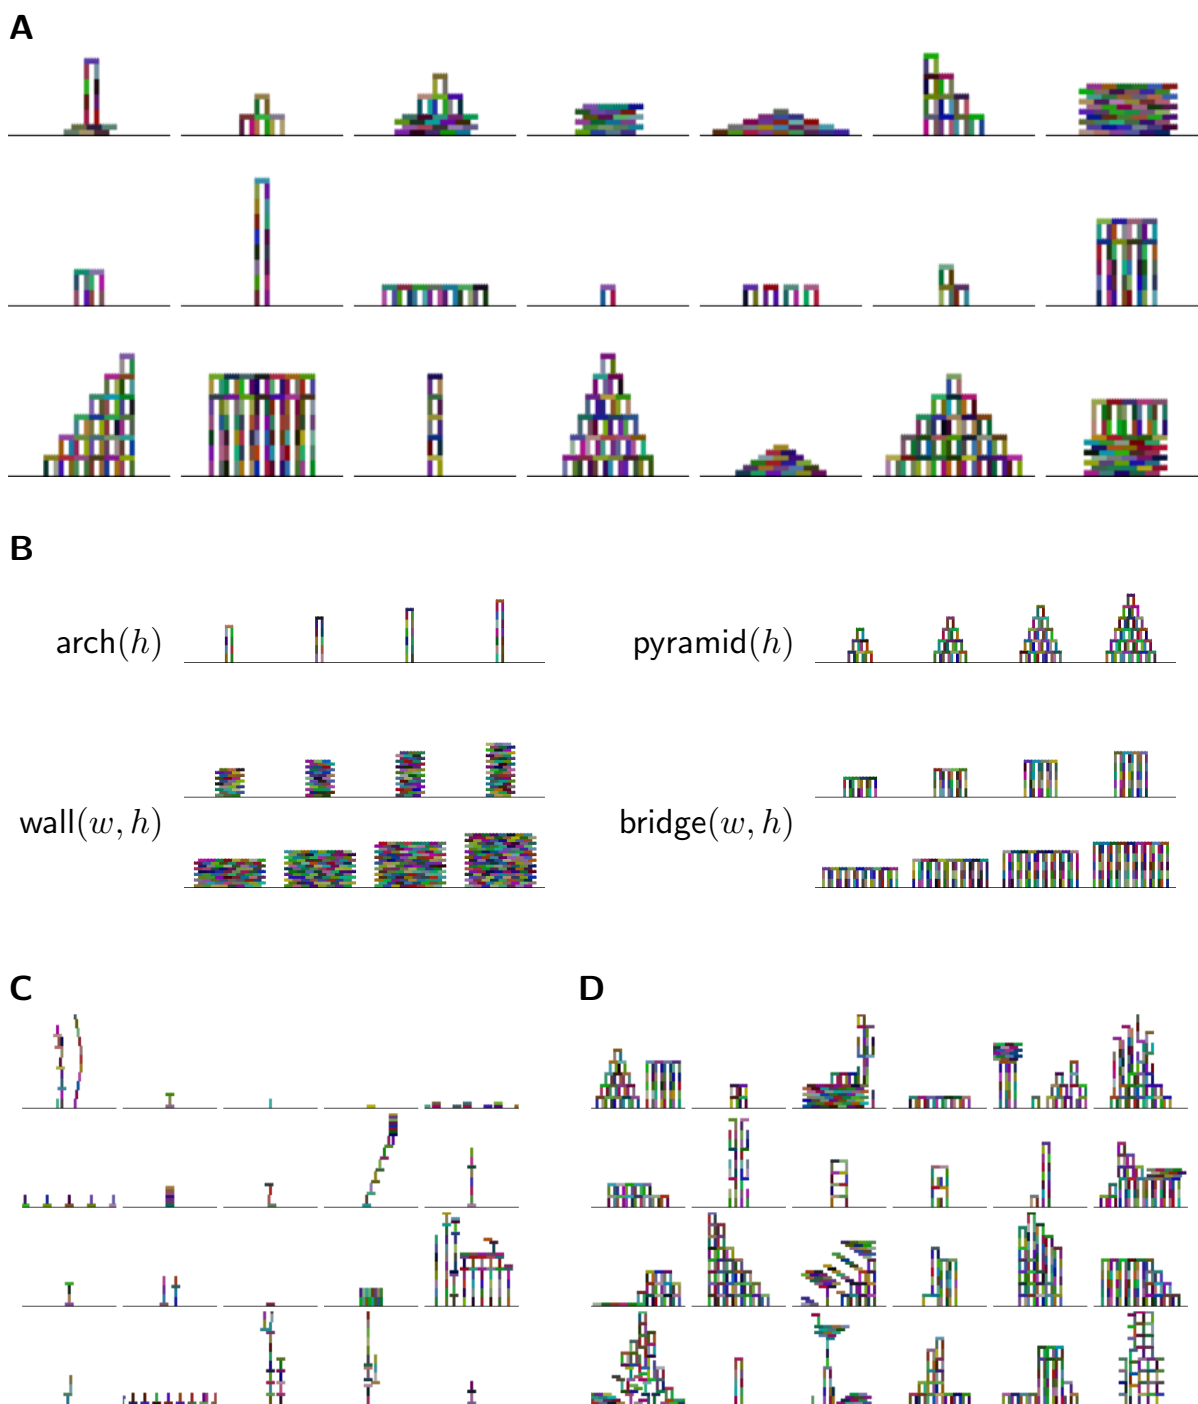 A
B
arch(h)
pyramid(h)
wall(w, h)
bridge(w, h)
C
D